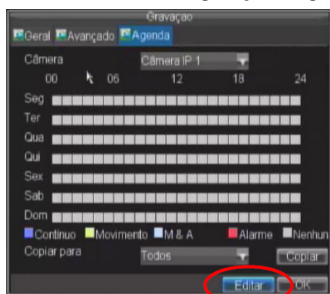 Gravação
Geral Avançado Agenda
Câmera Câmera IP 1
00 06 12 18 24
Seg
Ter
Qua
Qui
Sex
Sab
Dom
Contínuo Movimento M & A Alarme Nenhun
Copiar para Todos Copiar
Editar OK